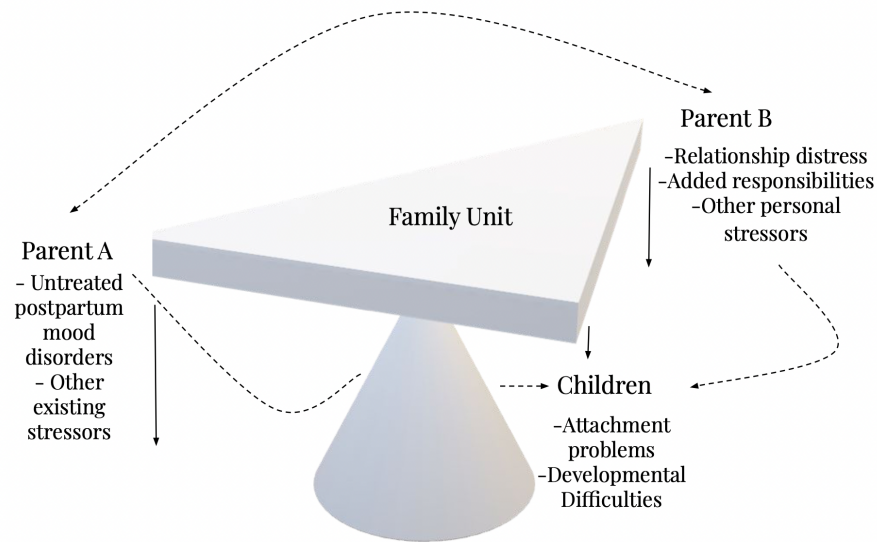 Parent B
-Relationship distress
-Added responsibilities
-Other personal
stressors
Family Unit
Parent A
- Untreated
postpartum
mood
disorders
- Other
existing
stressors
Children
-Attachment
problems
-Developmental
Difficulties